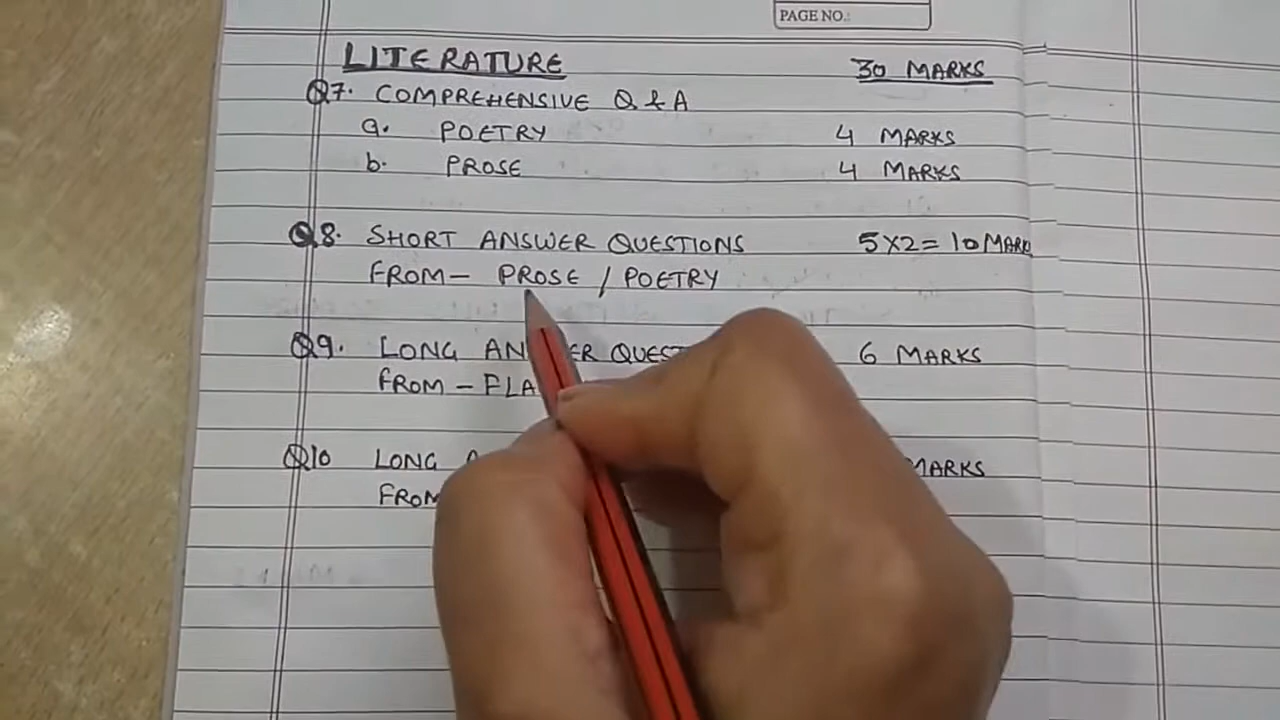 PAGE NO.:
LITERATURE 30 MARKS
Q7. COMPREHENSIVE Q & A
a. POETRY 4 MARKS
b. PROSE 4 MARKS
Q8. SHORT ANSWER QUESTIONS 5X2= 10 MARK
FROM- PROSE / POETRY
Q9. LONG AN ER QUEST 6 MARKS
FROM - FLA
Q10 LONG MARKS
FROM